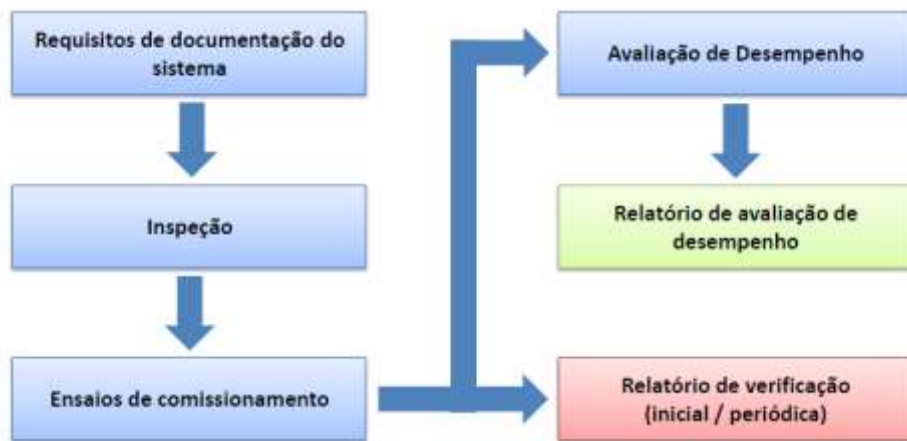 Requisitos de documentação do
sistema
Inspeção
Ensaios de comissionamento
Avaliação de Desempenho
Relatório de avaliação de
desempenho
Relatório de verificação
(inicial / periódica)